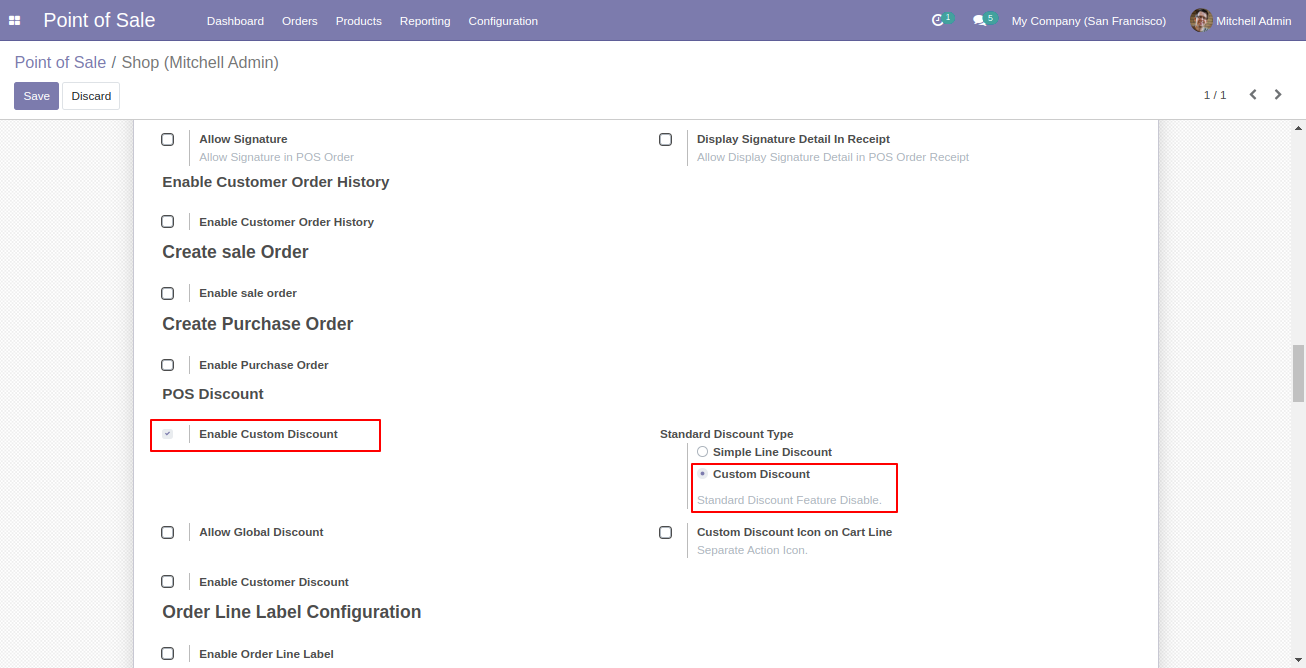 Point of Sale Dashboard Orders Products Reporting Configuration 1 5 My Company (San Francisco) Mitchell Admin
Point of Sale / Shop (Mitchell Admin)
Save Discard 1 / 1
Allow Signature Display Signature Detail In Receipt
Allow Signature in POS Order Allow Display Signature Detail in POS Order Receipt
Enable Customer Order History
Enable Customer Order History
Create sale Order
Enable sale order
Create Purchase Order
Enable Purchase Order
POS Discount
Enable Custom Discount Standard Discount Type
Simple Line Discount
Custom Discount
Standard Discount Feature Disable.
Allow Global Discount Custom Discount Icon on Cart Line
Separate Action Icon.
Enable Customer Discount
Order Line Label Configuration
Enable Order Line Label